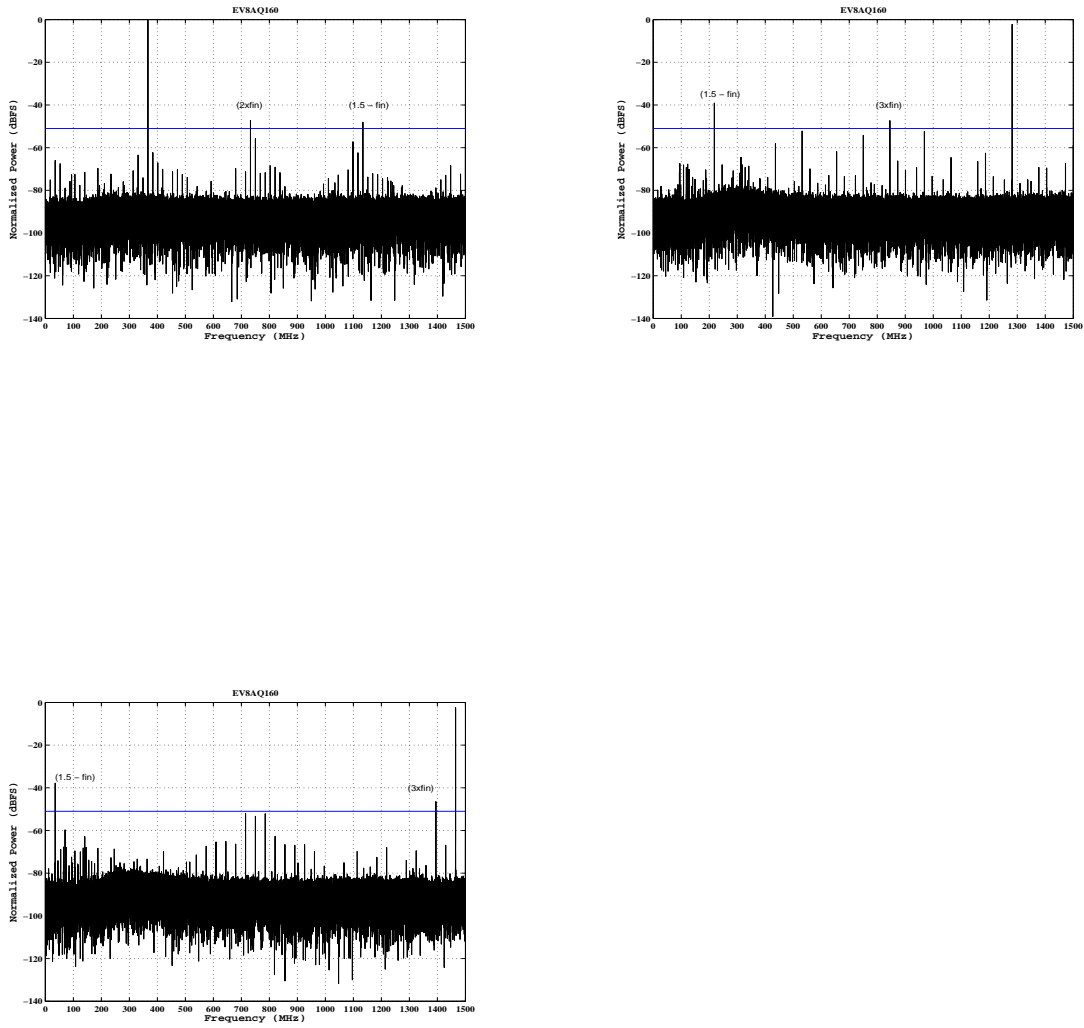 EV8AQ160
Normalized Power (dBFS)
0
−20
−40
−60
−80
−100
−120
−140
(2xfin)
(1.5 − fin)
0 100 200 300 400 500 600 700 800 900 1000 1100 1200 1300 1400 1500
Frequency (MHz)
EV8AQ160
Normalized Power (dBFS)
0
−20
−40
−60
−80
−100
−120
−140
(1.5 − fin)
(3xfin)
0 100 200 300 400 500 600 700 800 900 1000 1100 1200 1300 1400 1500
Frequency (MHz)
EV8AQ160
Normalized Power (dBFS)
0
−20
−40
−60
−80
−100
−120
−140
(1.5 − fin)
(3xfin)
0 100 200 300 400 500 600 700 800 900 1000 1100 1200 1300 1400 1500
Frequency (MHz)